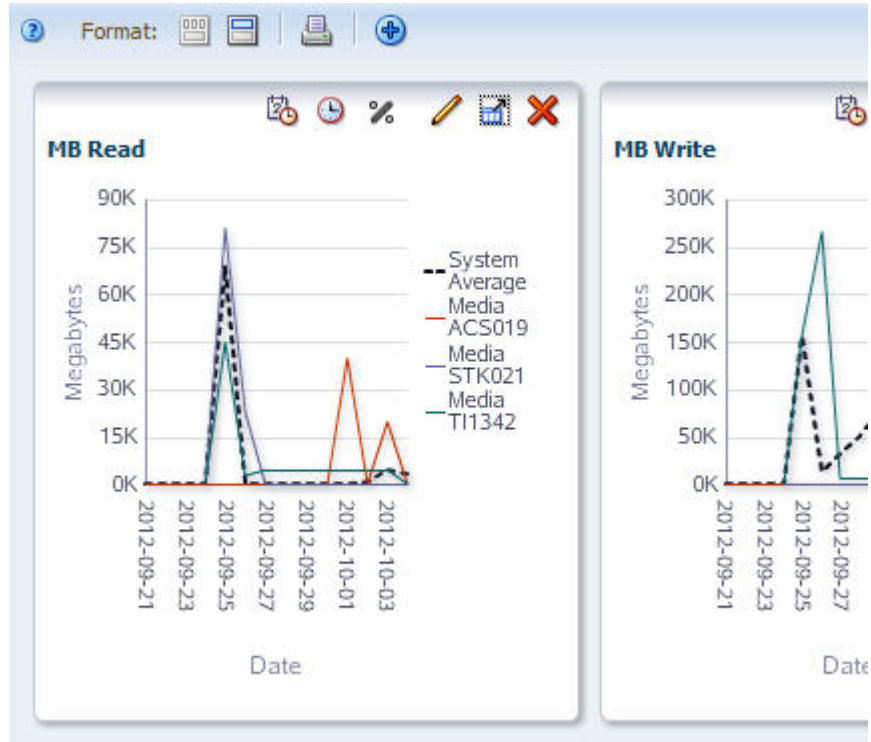 Format:
MB Read
90K
75K
60K
45K
30K
15K
0K
Megabytes
System
Average
Media
ACS019
Media
STK021
Media
TI1342
2012-09-21
2012-09-23
2012-09-25
2012-09-27
2012-09-29
2012-10-01
2012-10-03
Date
MB Write
300K
250K
200K
150K
100K
50K
0K
Megabytes
2012-09-21
2012-09-23
2012-09-25
2012-09-27
Date